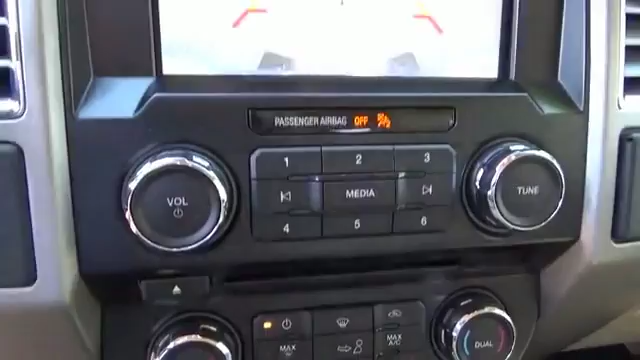 PASSENGER AIRBAG OFF
1 2 3
VOL MEDIA TUNE
4 5 6
MAX MAX A/C DUAL